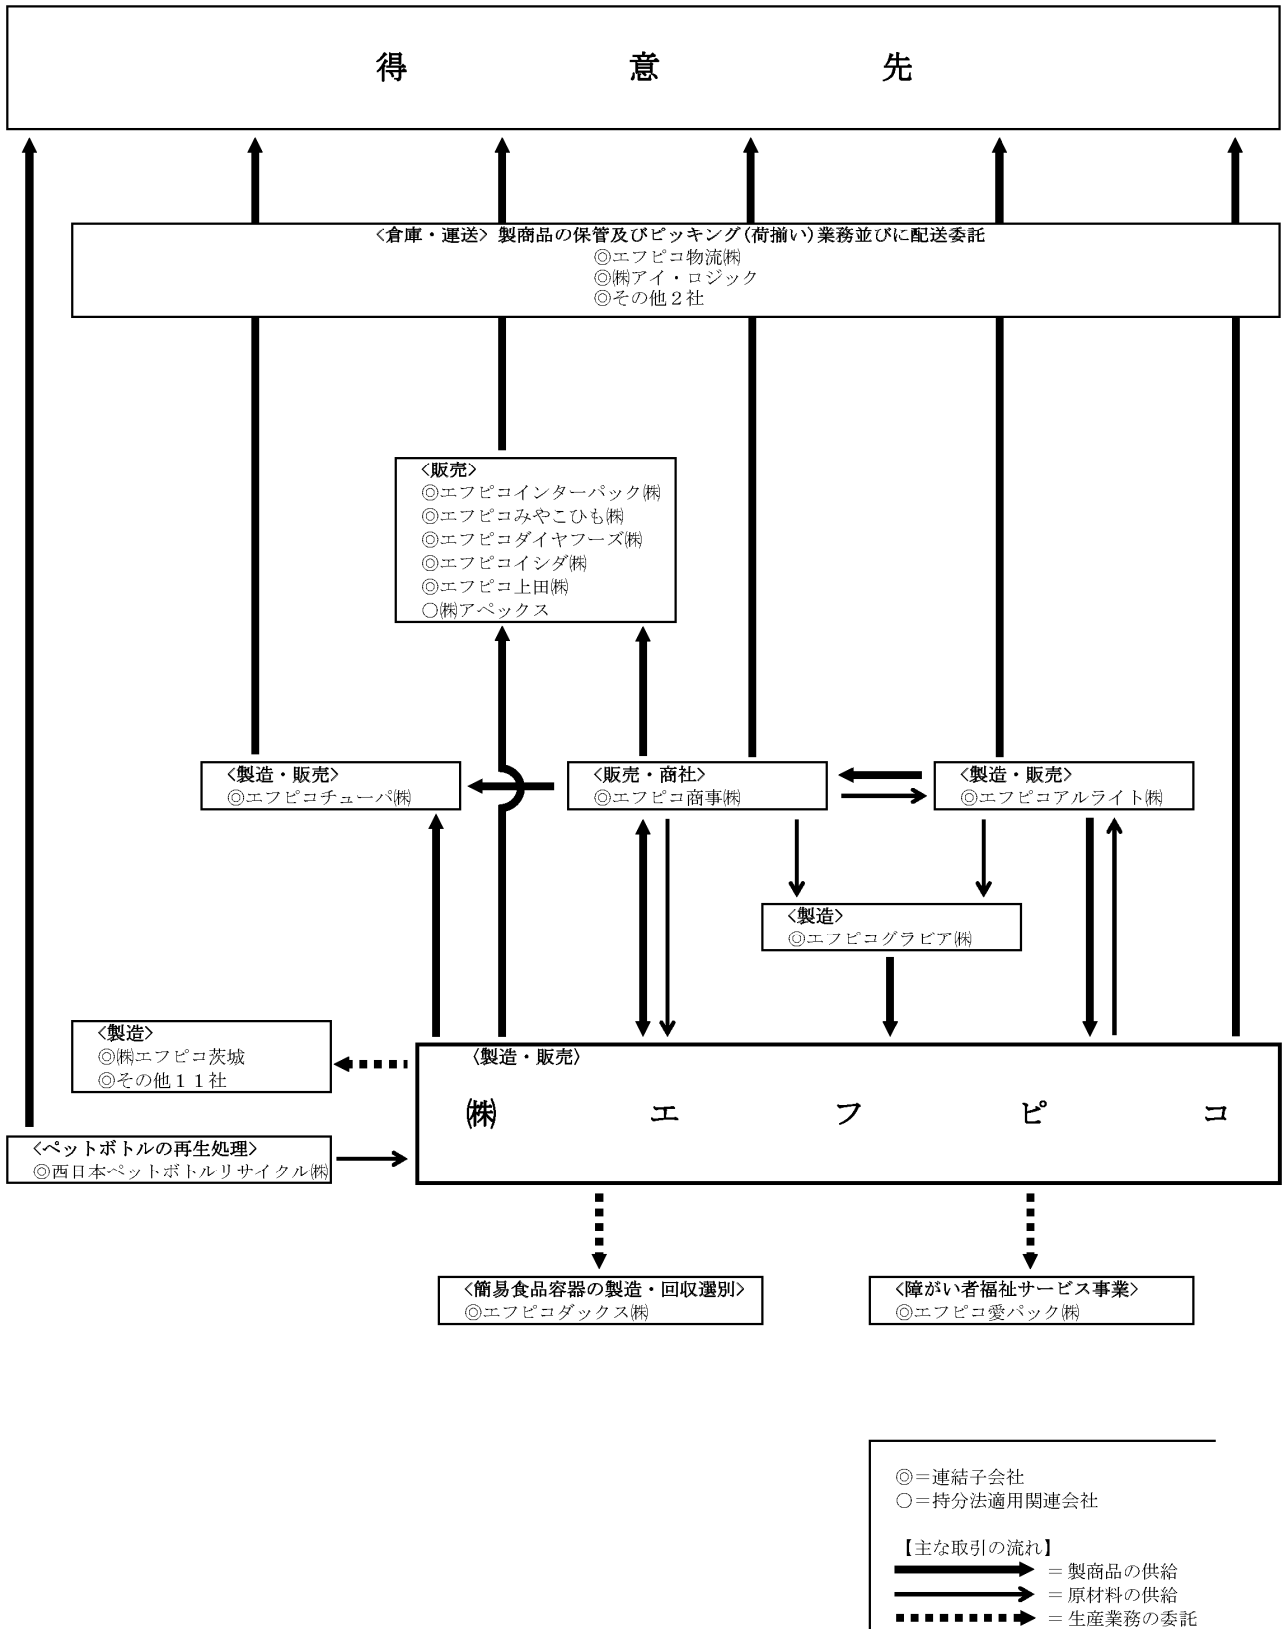 得意先
<倉庫・運送> 製商品の保管及びピッキング(荷揃い)業務並びに配送委託
◎エフピコ物流㈱
◎㈱アイ・ロジック
◎その他２社
<販売>
◎エフピコインターパック㈱
◎エフピコみやこひも㈱
◎エフピコダイヤフーズ㈱
◎エフピコイシダ㈱
◎エフピコ上田㈱
○㈱アペックス
<製造・販売>
◎エフピコチューパ㈱
<販売・商社>
◎エフピコ商事㈱
<製造・販売>
◎エフピコアルライト㈱
<製造>
◎エフピコグラビア㈱
<製造>
◎㈱エフピコ茨城
◎その他１１社
〈製造・販売〉
㈱エフピコ
<ペットボトルの再生処理>
◎西日本ペットボトルリサイクル㈱
<簡易食品容器の製造・回収選別>
◎エフピコダックス㈱
<障がい者福祉サービス事業>
◎エフピコ愛パック㈱
◎＝連結子会社
○＝持分法適用関連会社
【主な取引の流れ】
＝製商品の供給
＝原材料の供給
＝生産業務の委託